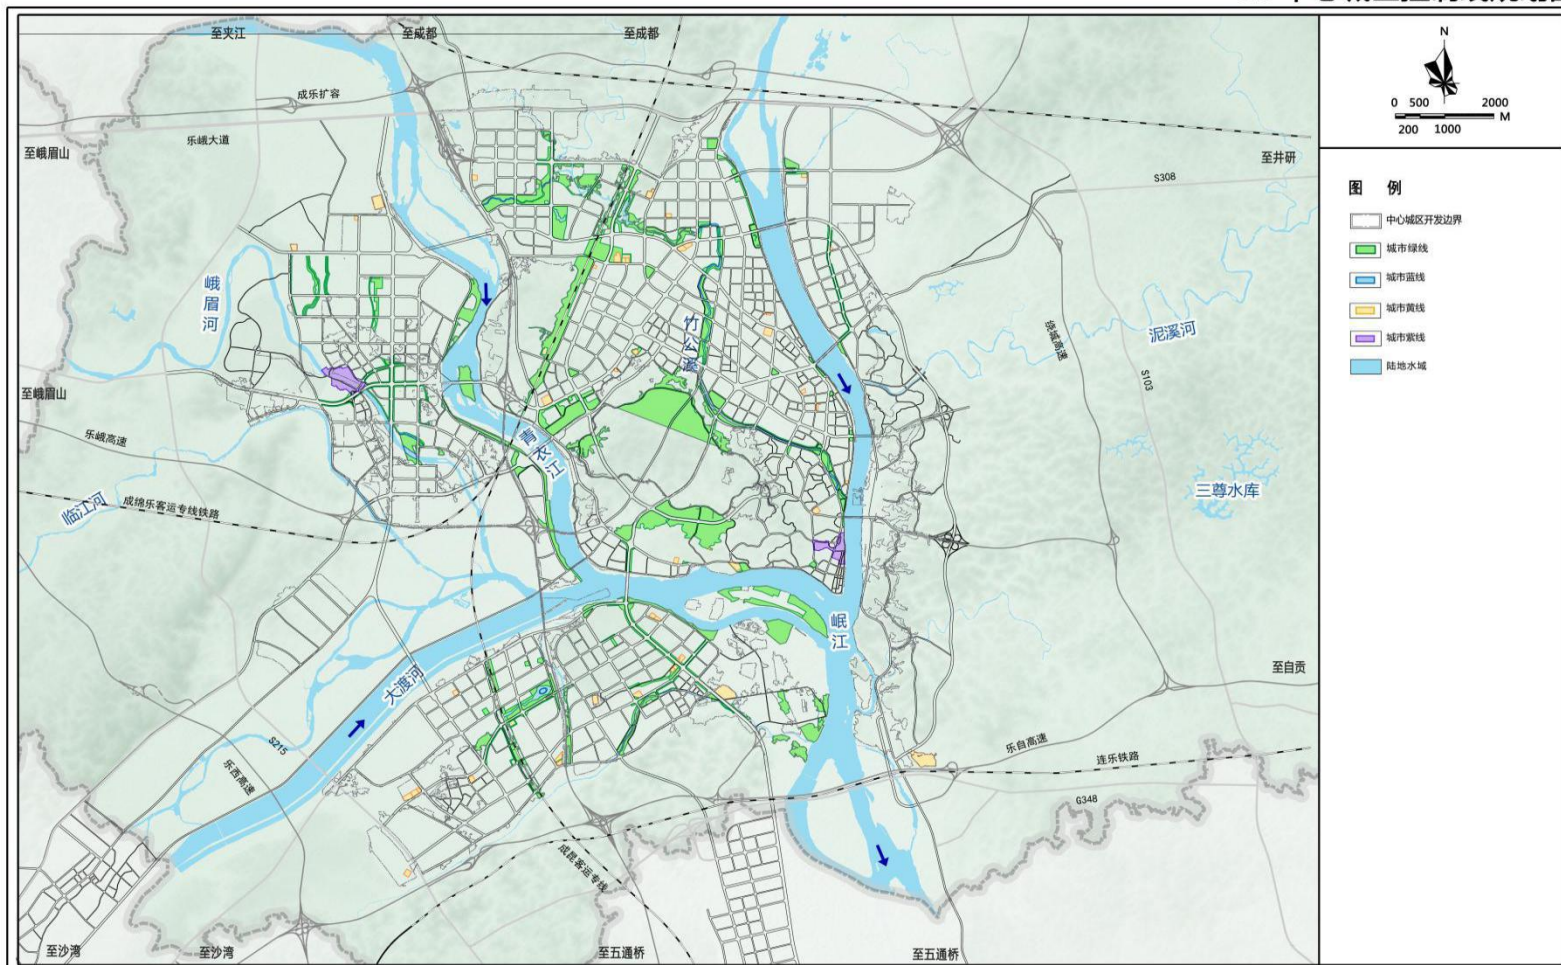 至夹江
至成都
至成都
成乐扩容
乐峨大道
至峨眉山
至井研
S308
峨眉河
竹公溪
绕城高速
泥溪河
S103
至峨眉山
乐峨高速
青衣江
临江河
成绵乐客运专线铁路
三尊水库
岷江
大渡河
至自贡
S215
乐西高速
乐自高速
连乐铁路
G348
成昆客运专线
至沙湾
至沙湾
至五通桥
至五通桥
N
0 500 2000
M
200 1000
图 例
中心城区开发边界
城市绿线
城市蓝线
城市黄线
城市紫线
陆地水域